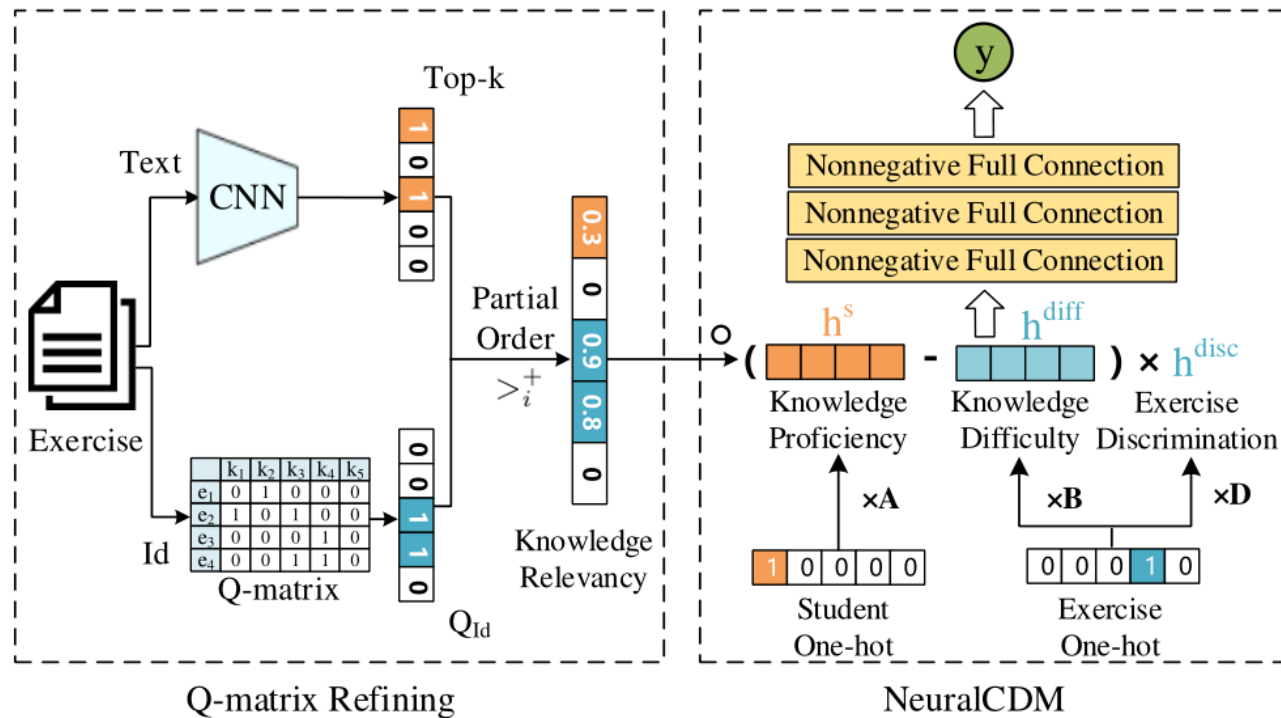 Top-k
Text
CNN
1
0
1
0
0
Exercise
Id
k1 k2 k3 k4 k5
e1 0 1 0 0 0
e2 1 0 1 0 0
e3 0 0 0 1 0
e4 0 0 1 1 0
Q-matrix
0
0
1
1
0
QId
Partial
Order
>i+
0.3
0
0.9
0.8
0
Knowledge
Relevancy
Q-matrix Refining
y
Nonnegative Full Connection
Nonnegative Full Connection
Nonnegative Full Connection
∘ ( hs - hdiff ) × hdisc
Knowledge Proficiency
Knowledge Difficulty
Exercise Discrimination
×A
×B
×D
1 0 0 0 0
Student
One-hot
0 0 0 1 0
Exercise
One-hot
NeuralCDM